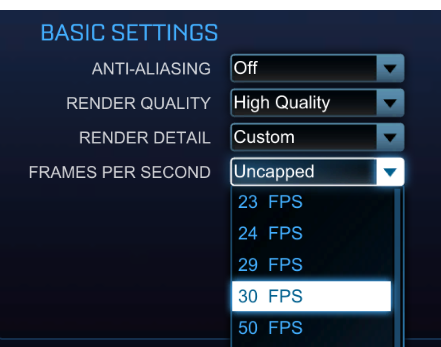 BASIC SETTINGS
ANTI-ALIASING Off
RENDER QUALITY High Quality
RENDER DETAIL Custom
FRAMES PER SECOND Uncapped
23 FPS
24 FPS
29 FPS
30 FPS
50 FPS